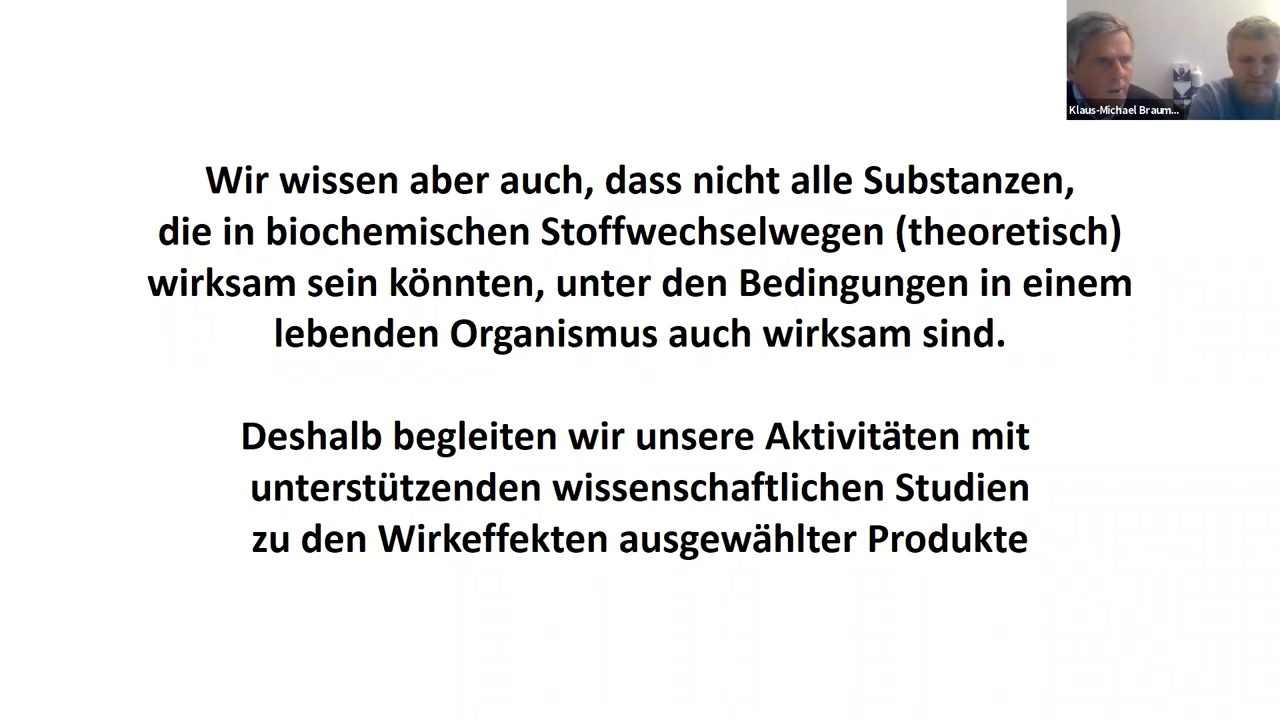 Klaus-Michael Braum...
Wir wissen aber auch, dass nicht alle Substanzen,
die in biochemischen Stoffwechselwegen (theoretisch)
wirksam sein könnten, unter den Bedingungen in einem
lebenden Organismus auch wirksam sind.
Deshalb begleiten wir unsere Aktivitäten mit
unterstützenden wissenschaftlichen Studien
zu den Wirkeffekten ausgewählter Produkte